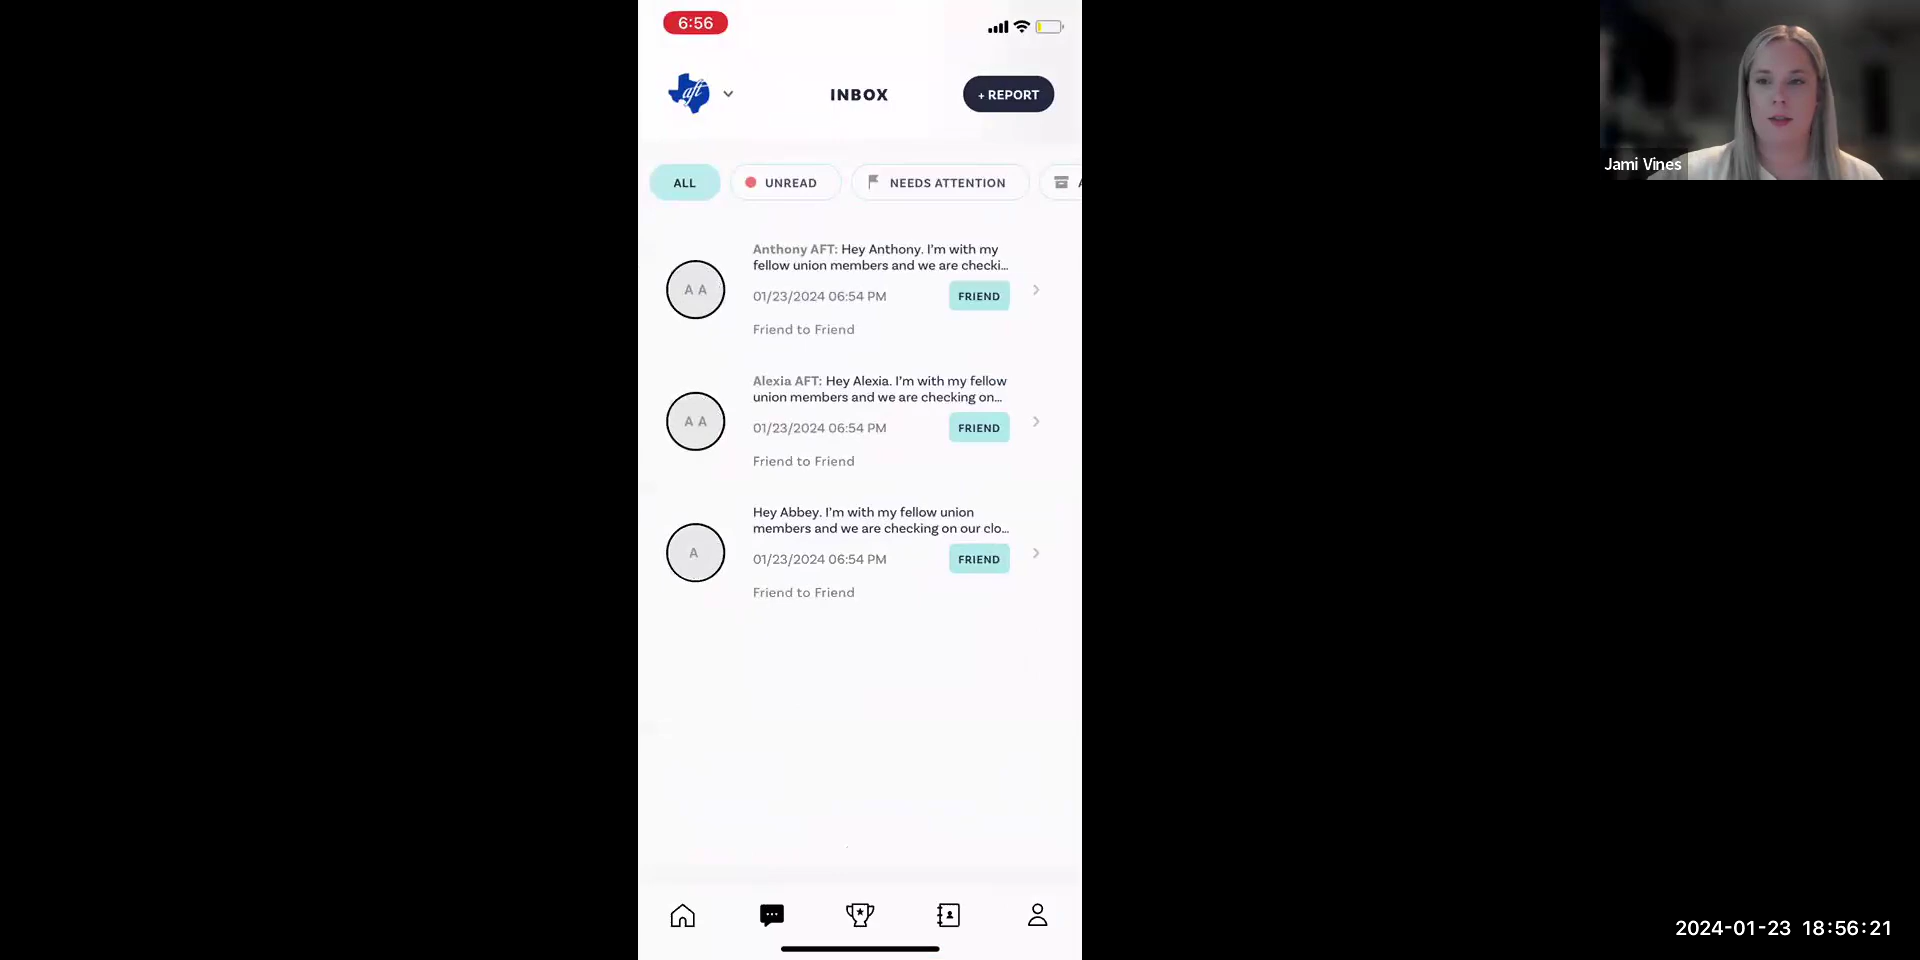 6:56
aft
INBOX
+ REPORT
ALL
UNREAD
NEEDS ATTENTION
Anthony AFT: Hey Anthony. I'm with my
fellow union members and we are checki...
A A
01/23/2024 06:54 PM
FRIEND
Friend to Friend
Alexia AFT: Hey Alexia. I'm with my fellow
union members and we are checking on...
A A
01/23/2024 06:54 PM
FRIEND
Friend to Friend
Hey Abbey. I'm with my fellow union
members and we are checking on our clo...
A
01/23/2024 06:54 PM
FRIEND
Friend to Friend
Jami Vines
2024-01-23 18:56:21